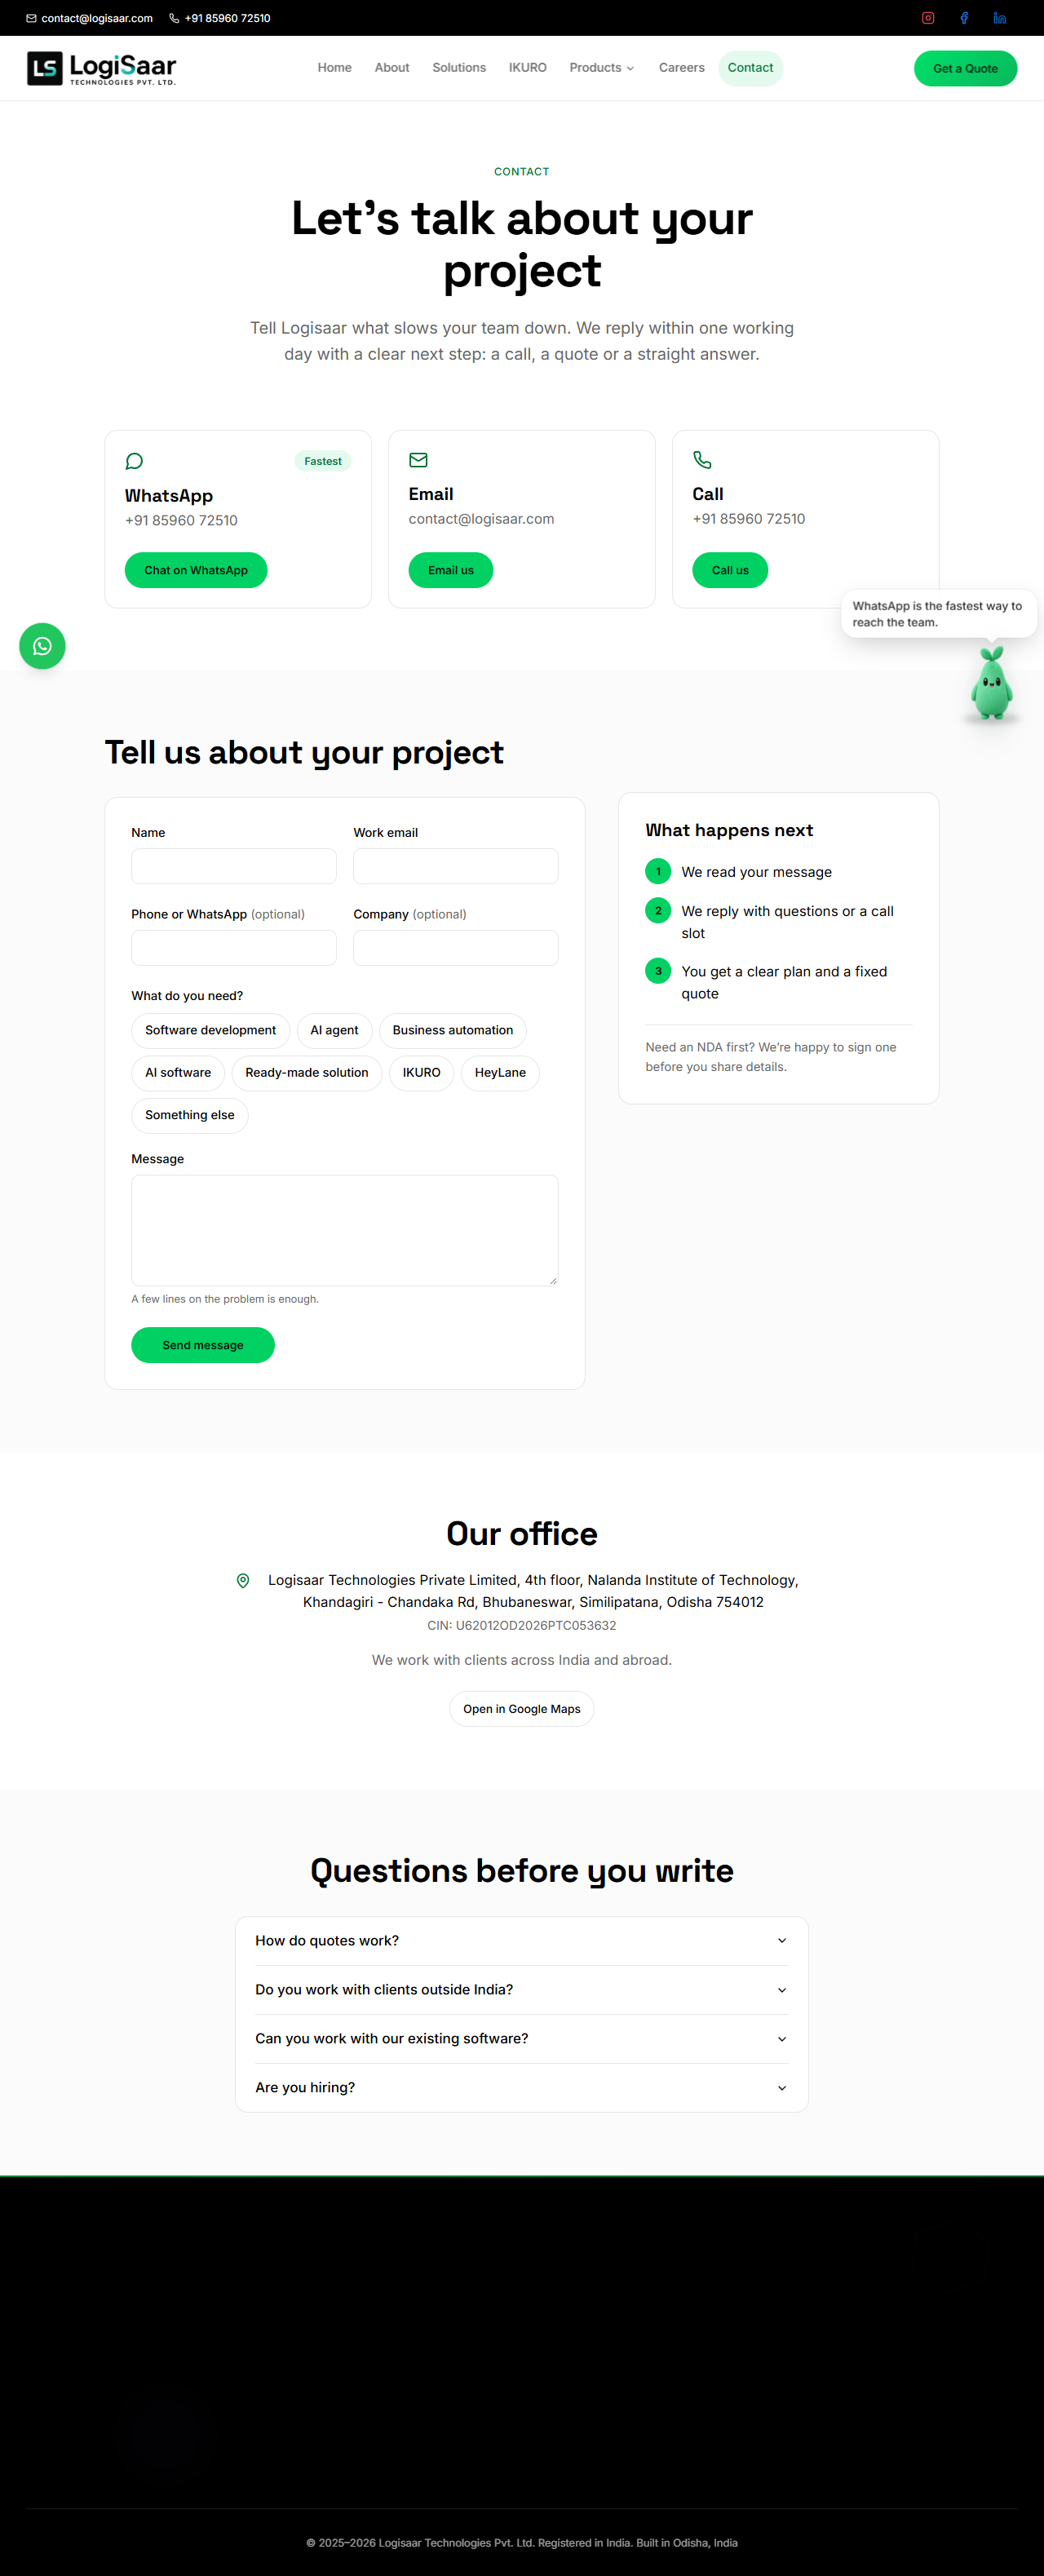 contact@logisaar.com +91 85960 72510
LS LogiSaar
TECHNOLOGIES PVT. LTD.
Home About Solutions IKURO Products Careers Contact
Get a Quote
CONTACT
Let’s talk about your
project
Tell Logisaar what slows your team down. We reply within one working
day with a clear next step: a call, a quote or a straight answer.
Fastest
WhatsApp
+91 85960 72510
Chat on WhatsApp
Email
contact@logisaar.com
Email us
Call
+91 85960 72510
Call us
WhatsApp is the fastest way to
reach the team.
Tell us about your project
Name
Work email
Phone or WhatsApp (optional)
Company (optional)
What do you need?
Software development AI agent Business automation
AI software Ready-made solution IKURO HeyLane
Something else
Message
A few lines on the problem is enough.
Send message
What happens next
1 We read your message
2 We reply with questions or a call
slot
3 You get a clear plan and a fixed
quote
Need an NDA first? We’re happy to sign one
before you share details.
Our office
Logisaar Technologies Private Limited, 4th floor, Nalanda Institute of Technology,
Khandagiri - Chandaka Rd, Bhubaneswar, Similipatana, Odisha 754012
CIN: U62012OD2026PTC053632
We work with clients across India and abroad.
Open in Google Maps
Questions before you write
How do quotes work?
Do you work with clients outside India?
Can you work with our existing software?
Are you hiring?
© 2025–2026 Logisaar Technologies Pvt. Ltd. Registered in India. Built in Odisha, India